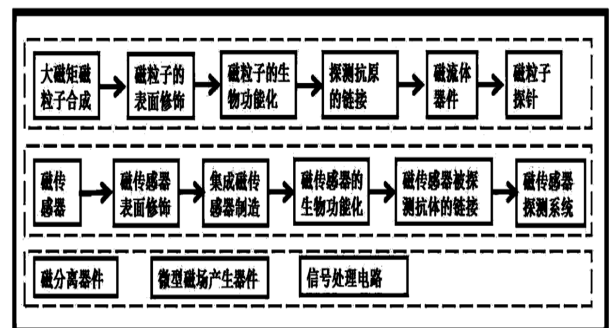 大磁矩磁
粒子合成
磁粒子的
表面修饰
磁粒子的生
物功能化
探测抗原
的链接
磁流体
器件
磁粒子
探针
磁传
感器
磁传感器
表面修饰
集成磁传
感器制造
磁传感器的
生物功能化
磁传感器被探
测抗体的链接
磁传感器
探测系统
磁分离器件
微型磁场产生器件
信号处理电路